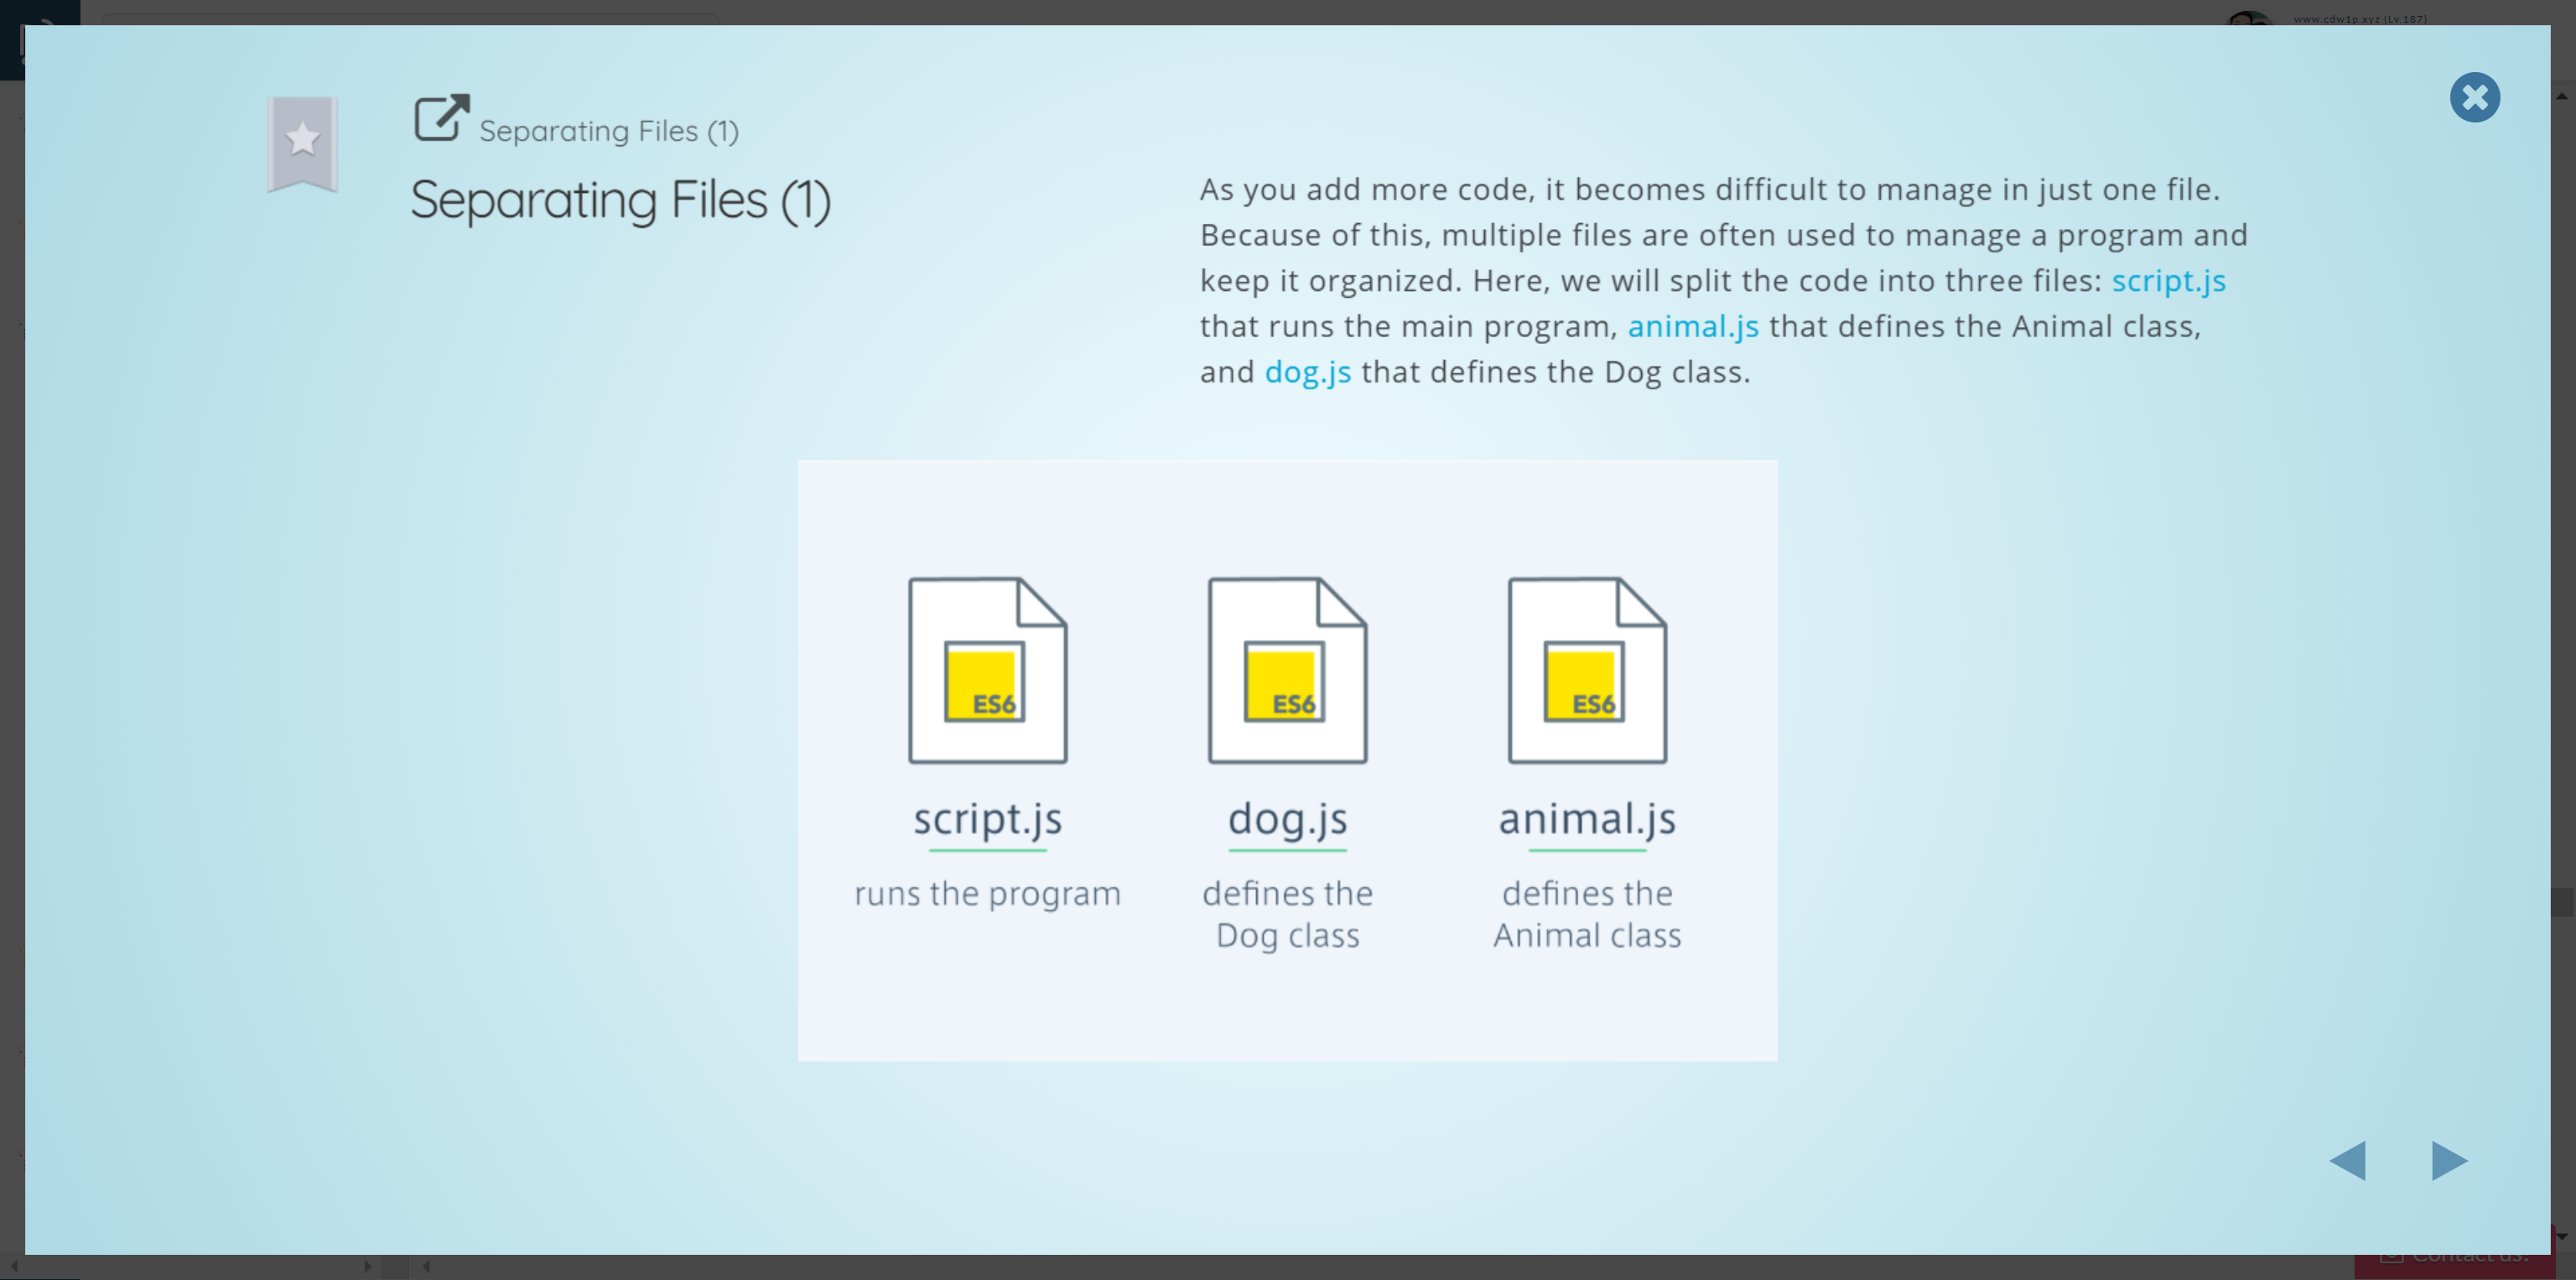 www.cdw1p.xyz (Lv.187)
Separating Files (1)
Separating Files (1)
As you add more code, it becomes difficult to manage in just one file.
Because of this, multiple files are often used to manage a program and
keep it organized. Here, we will split the code into three files: script.js
that runs the main program, animal.js that defines the Animal class,
and dog.js that defines the Dog class.
ES6
ES6
ES6
script.js
dog.js
animal.js
runs the program
defines the
Dog class
defines the
Animal class
Contact us!